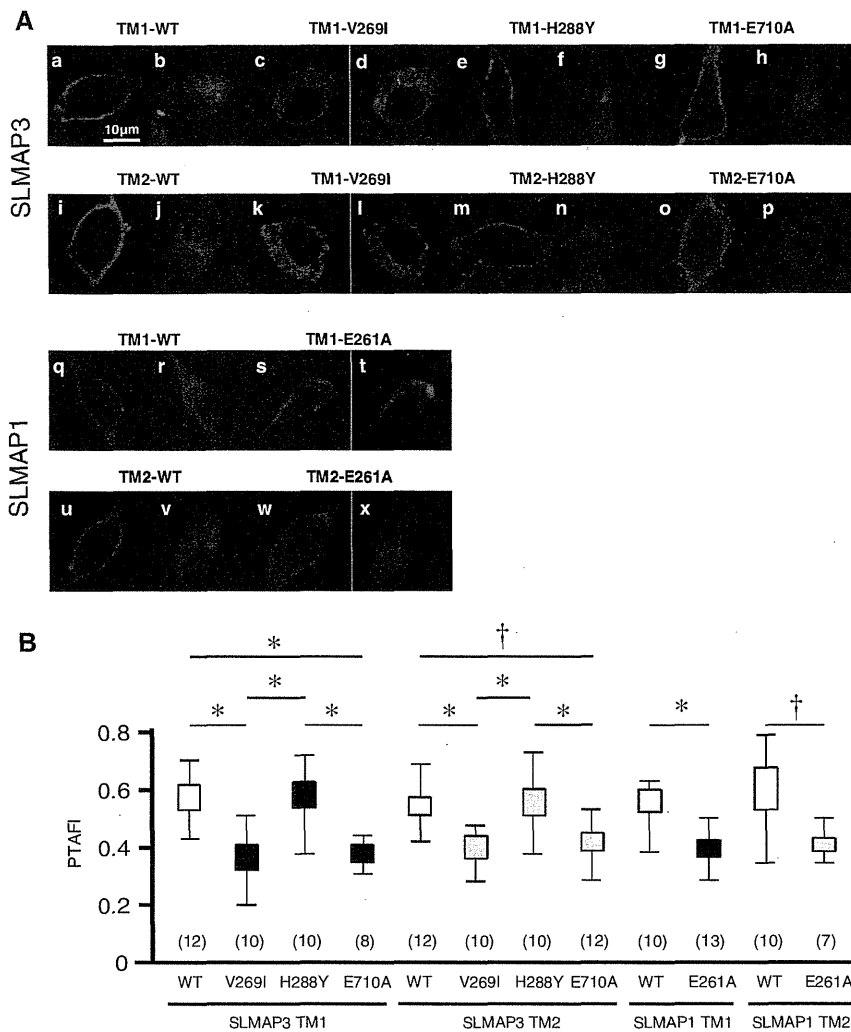 A
TM1-WT TM1-V269I TM1-H288Y TM1-E710A
SLMAP3
a b c d e f g h
10μm
TM2-WT TM1-V269I TM2-H288Y TM2-E710A
i j k l m n o p
TM1-WT TM1-E261A
SLMAP1
q r s t
TM2-WT TM2-E261A
u v w x
B
* †
* *
* * * * * †
0.8
0.6
0.4
0.2
0
PTAFI
(12) (10) (10) (8) (12) (10) (10) (12) (10) (13) (10) (7)
WT V269I H288Y E710A WT V269I H288Y E710A WT E261A WT E261A
SLMAP3 TM1 SLMAP3 TM2 SLMAP1 TM1 SLMAP1 TM2